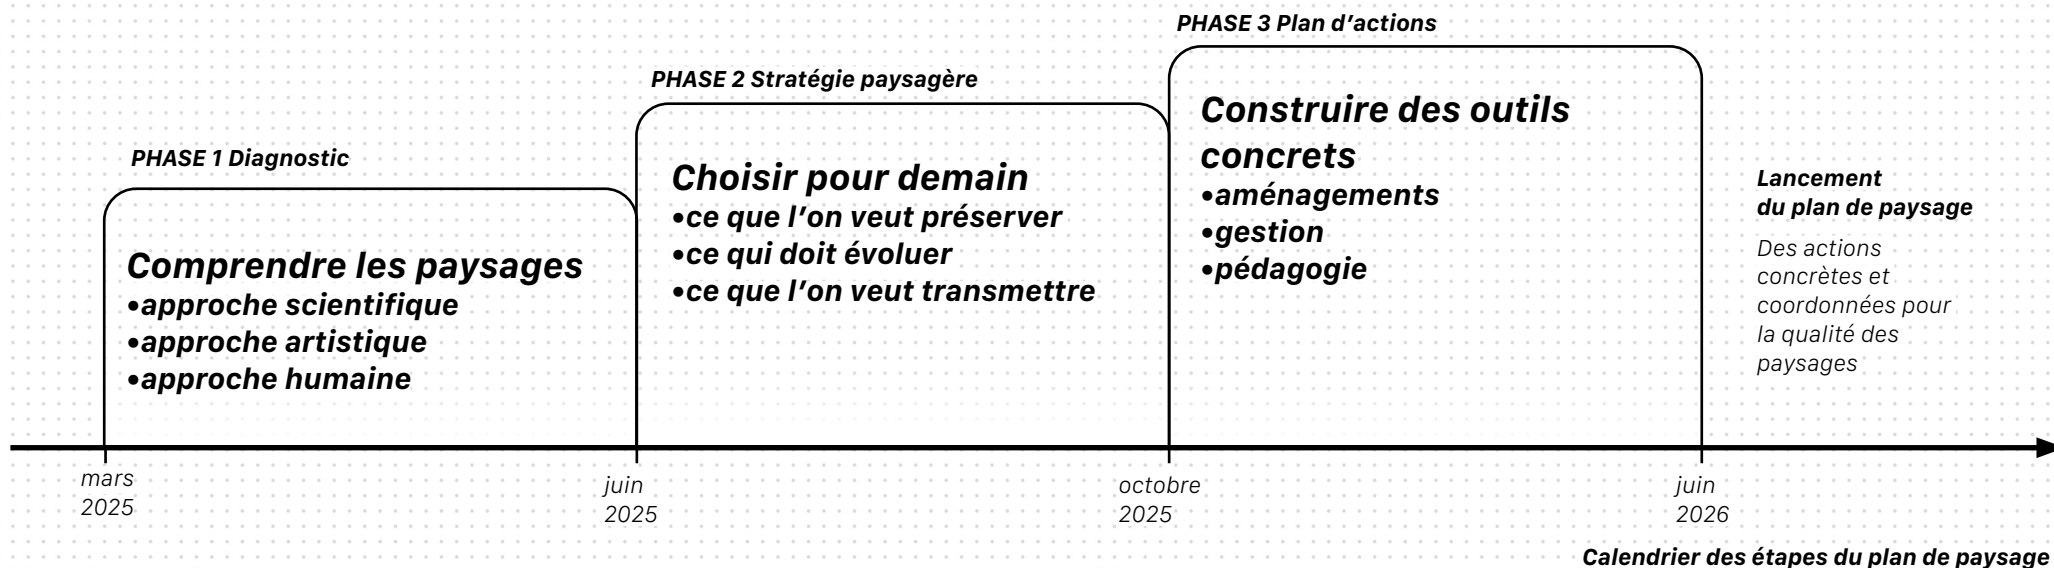 PHASE 1 Diagnostic
Comprendre les paysages
•approche scientifique
•approche artistique
•approche humaine
PHASE 2 Stratégie paysagère
Choisir pour demain
•ce que l’on veut préserver
•ce qui doit évoluer
•ce que l’on veut transmettre
PHASE 3 Plan d’actions
Construire des outils
concrets
•aménagements
•gestion
•pédagogie
Lancement
du plan de paysage
Des actions
concrètes et
coordonnées pour
la qualité des
paysages
mars
2025
juin
2025
octobre
2025
juin
2026
Calendrier des étapes du plan de paysage